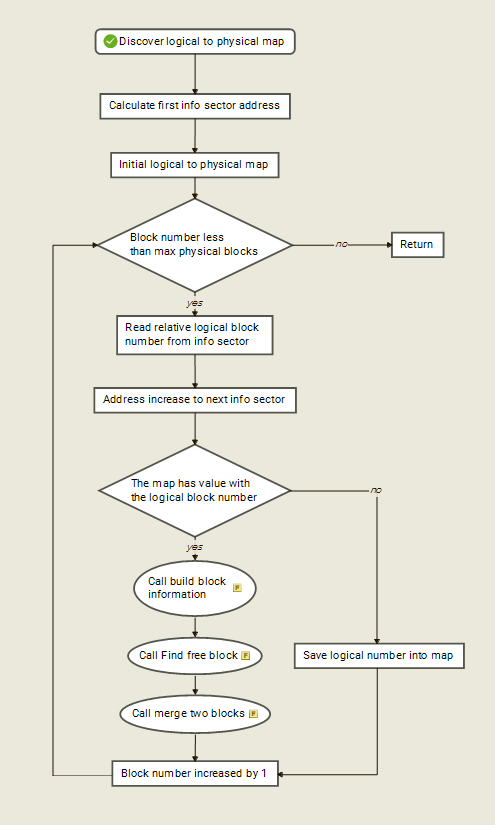 Discover logical to physical map
Calculate first info sector address
Initial logical to physical map
Block number less
than max physical blocks
no
Return
yes
Read relative logical block
number from info sector
Address increase to next info sector
The map has value with
the logical block number
no
yes
Call build block
information
F
Call Find free block
F
Save logical number into map
Call merge two blocks
F
Block number increased by 1